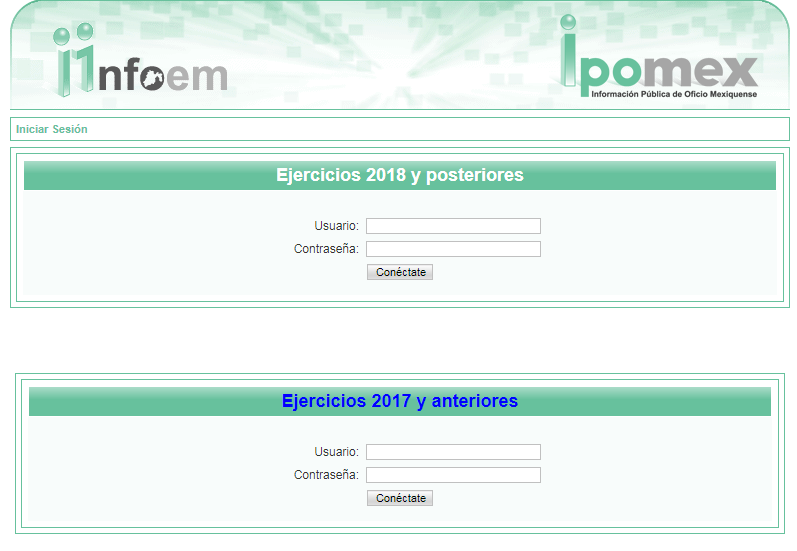 infoem
ipomex
Información Pública de Oficio Mexiquense
Iniciar Sesión
Ejercicios 2018 y posteriores
Usuario:
Contraseña:
Conéctate
Ejercicios 2017 y anteriores
Usuario:
Contraseña:
Conéctate